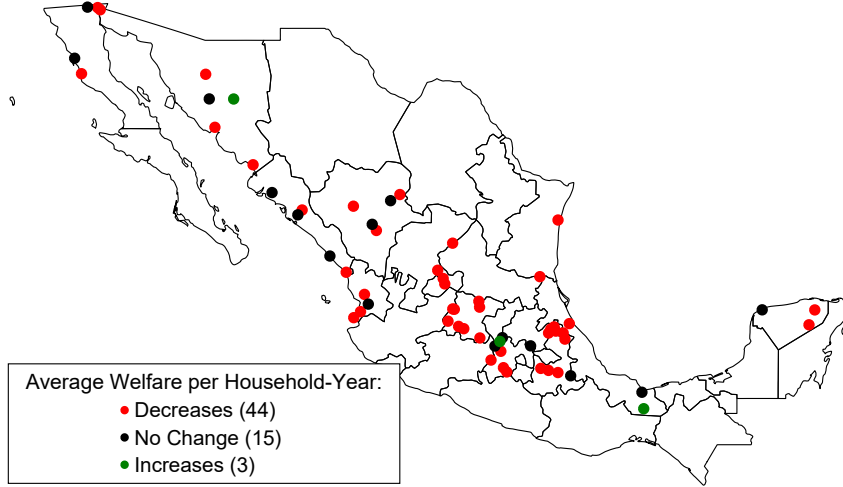 Average Welfare per Household-Year:
Decreases (44)
No Change (15)
Increases (3)